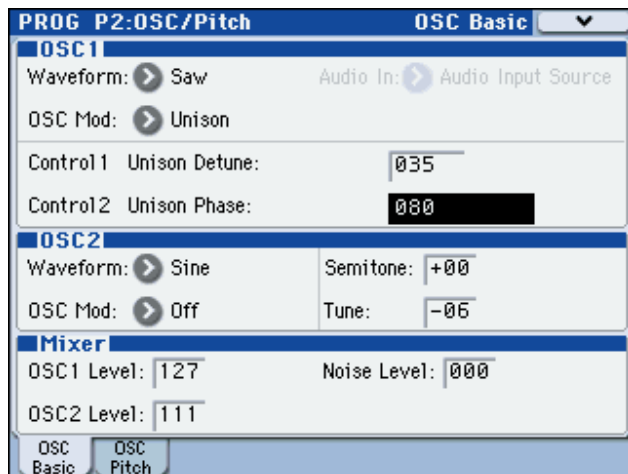 PROG P2:OSC/Pitch OSC Basic
OSC1
Waveform: Saw Audio In: Audio Input Source
OSC Mod: Unison
Control1 Unison Detune: 035
Control2 Unison Phase: 080
OSC2
Waveform: Sine Semitone: +00
OSC Mod: Off Tune: -06
Mixer
OSC1 Level: 127 Noise Level: 000
OSC2 Level: 111
OSC Basic OSC Pitch